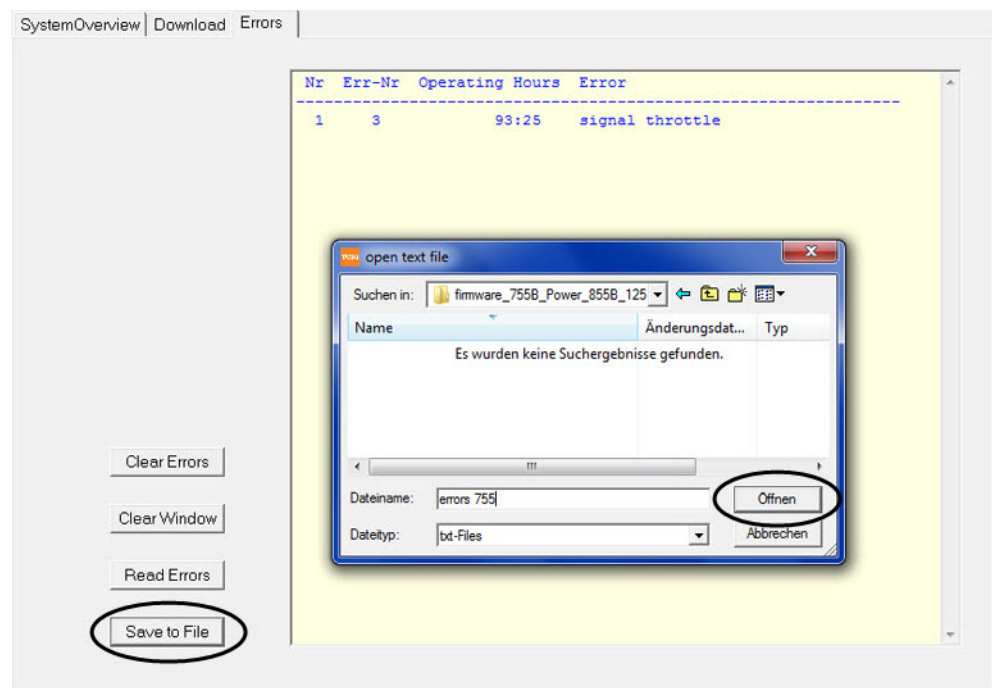 SystemOverview Download Errors
Nr Err-Nr Operating Hours Error
----------------------------------------------------------------
1 3 93:25 signal throttle
open text file
Suchen in: firmware_755B_Power_855B_125
Name Änderungsdat... Typ
Es wurden keine Suchergebnisse gefunden.
Dateiname: errors 755 Öffnen
Dateityp: txt-Files Abbrechen
Clear Errors
Clear Window
Read Errors
Save to File